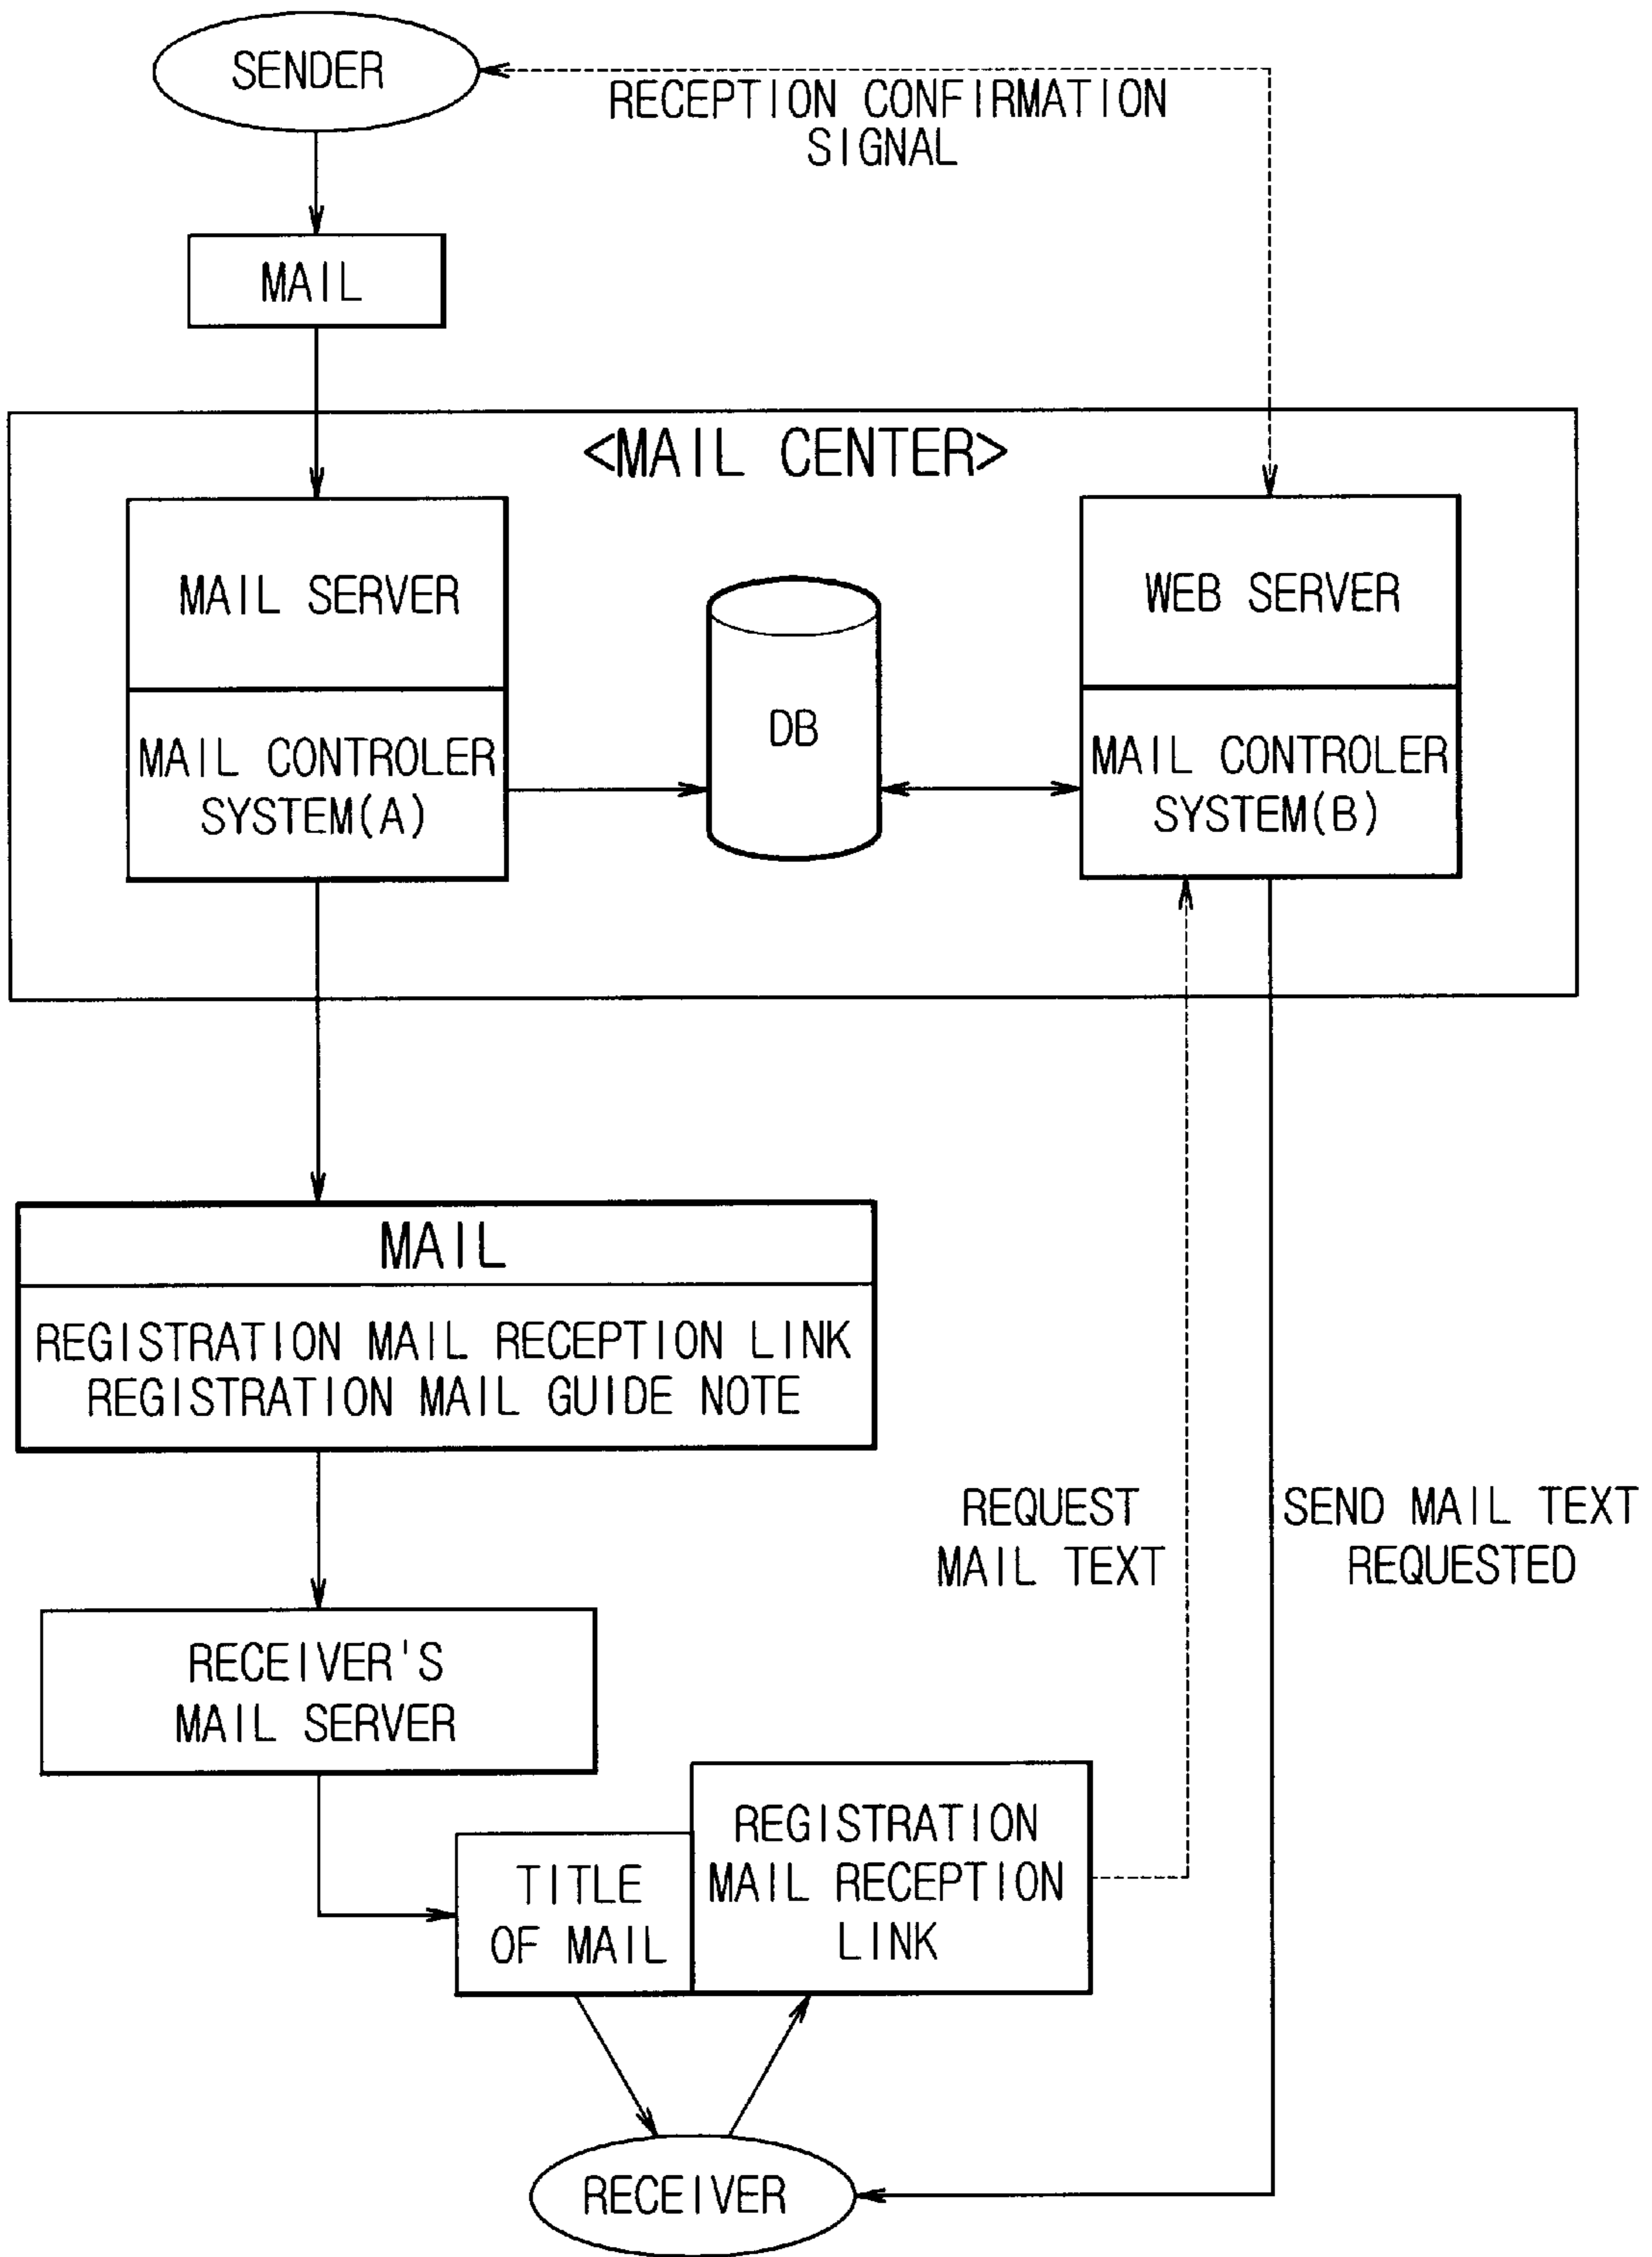 SENDER
RECEPTION CONFIRMATION
SIGNAL
MAIL
<MAIL CENTER>
MAIL SERVER
WEB SERVER
DB
MAIL CONTROLER
SYSTEM(A)
MAIL CONTROLER
SYSTEM(B)
MAIL
REGISTRATION MAIL RECEPTION LINK
REGISTRATION MAIL GUIDE NOTE
REQUEST
MAIL TEXT
SEND MAIL TEXT
REQUESTED
RECEIVER'S
MAIL SERVER
TITLE
OF MAIL
REGISTRATION
MAIL RECEPTION
LINK
RECEIVER